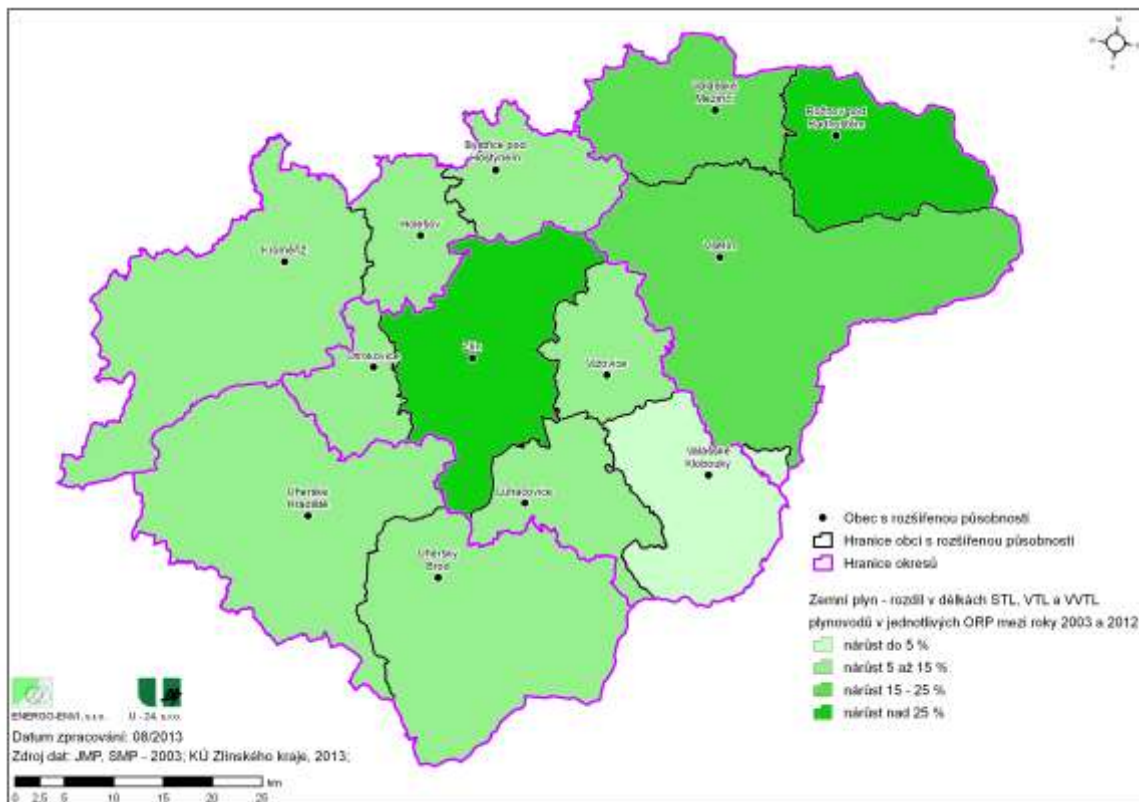 Valašské
Meziříčí
Rožnov pod
Radhoštěm
Bystřice pod
Hostýnem
Holešov
Kroměříž
Vsetín
Otrokovice
Zlín
Vizovice
Valašské
Klobouky
Luhačovice
Uherské
Hradiště
Uherský
Brod
Obec s rozšířenou působností
Hranice obcí s rozšířenou působností
Hranice okresů
Zemní plyn - rozdíl v délkách STL, VTL a VVTL
plynovodů v jednotlivých ORP mezi roky 2003 a 2012
nárůst do 5 %
nárůst 5 až 15 %
nárůst 15 - 25 %
nárůst nad 25 %
ENERGO-ENVI, s.r.o. U - 24, s.r.o.
Datum zpracování: 08/2013
Zdroj dat: JMP, SMP - 2003; KÚ Zlínského kraje, 2013;
0 2,5 5 10 15 20 25 km